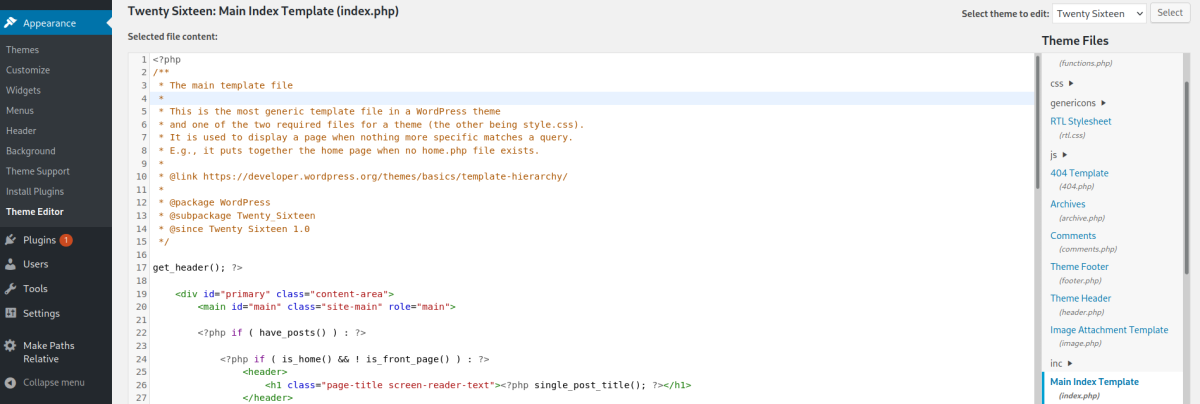 Appearance
Themes
Customize
Widgets
Menus
Header
Background
Theme Support
Install Plugins
Theme Editor
Plugins 1
Users
Tools
Settings
Make Paths
Relative
Collapse menu
Twenty Sixteen: Main Index Template (index.php)
Select theme to edit: Twenty Sixteen Select
Selected file content:
1 <?php
2 /**
3  * The main template file
4  *
5  * This is the most generic template file in a WordPress theme
6  * and one of the two required files for a theme (the other being style.css).
7  * It is used to display a page when nothing more specific matches a query.
8  * E.g., it puts together the home page when no home.php file exists.
9  *
10  * @link https://developer.wordpress.org/themes/basics/template-hierarchy/
11  *
12  * @package WordPress
13  * @subpackage Twenty_Sixteen
14  * @since Twenty Sixteen 1.0
15  */
16
17 get_header(); ?>
18
19     <div id="primary" class="content-area">
20         <main id="main" class="site-main" role="main">
21
22         <?php if ( have_posts() ) : ?>
23
24             <?php if ( is_home() && ! is_front_page() ) : ?>
25                 <header>
26                     <h1 class="page-title screen-reader-text"><?php single_post_title(); ?></h1>
27                 </header>
Theme Files
(functions.php)
css
genericons
RTL Stylesheet
(rtl.css)
js
404 Template
(404.php)
Archives
(archive.php)
Comments
(comments.php)
Theme Footer
(footer.php)
Theme Header
(header.php)
Image Attachment Template
(image.php)
inc
Main Index Template
(index.php)